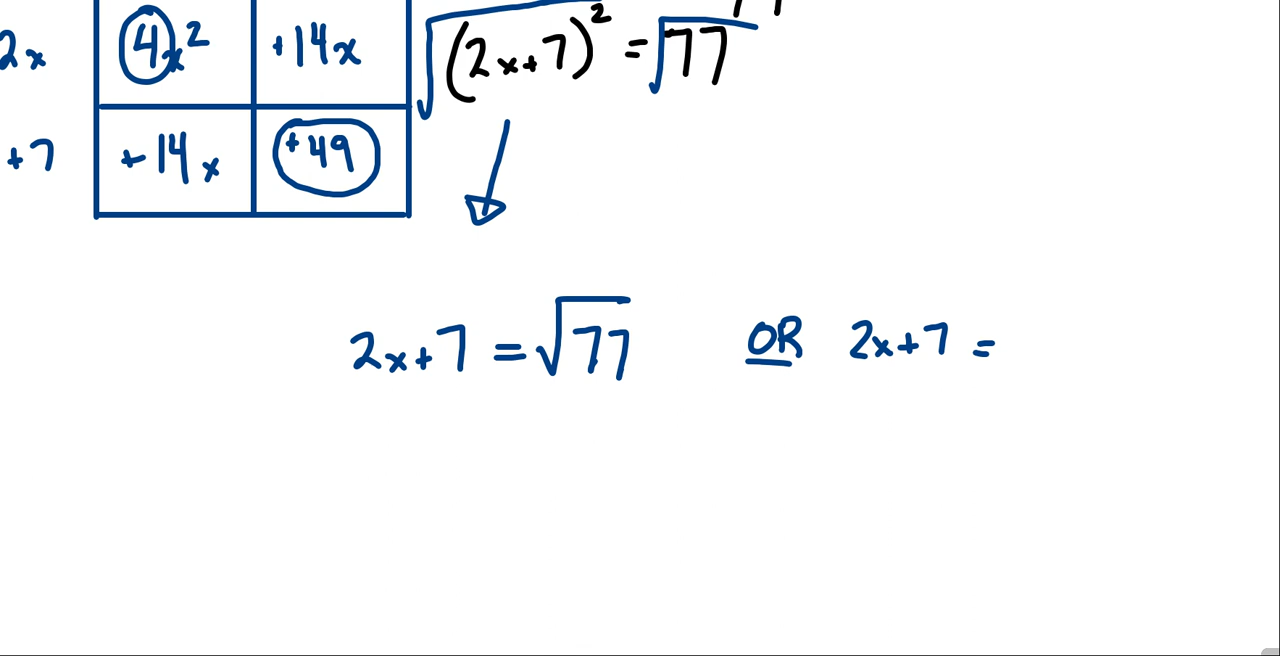 2x 4x² +14x √(2x+7)² = √77
+7 +14x +49
2x+7 = √77 OR 2x+7 =